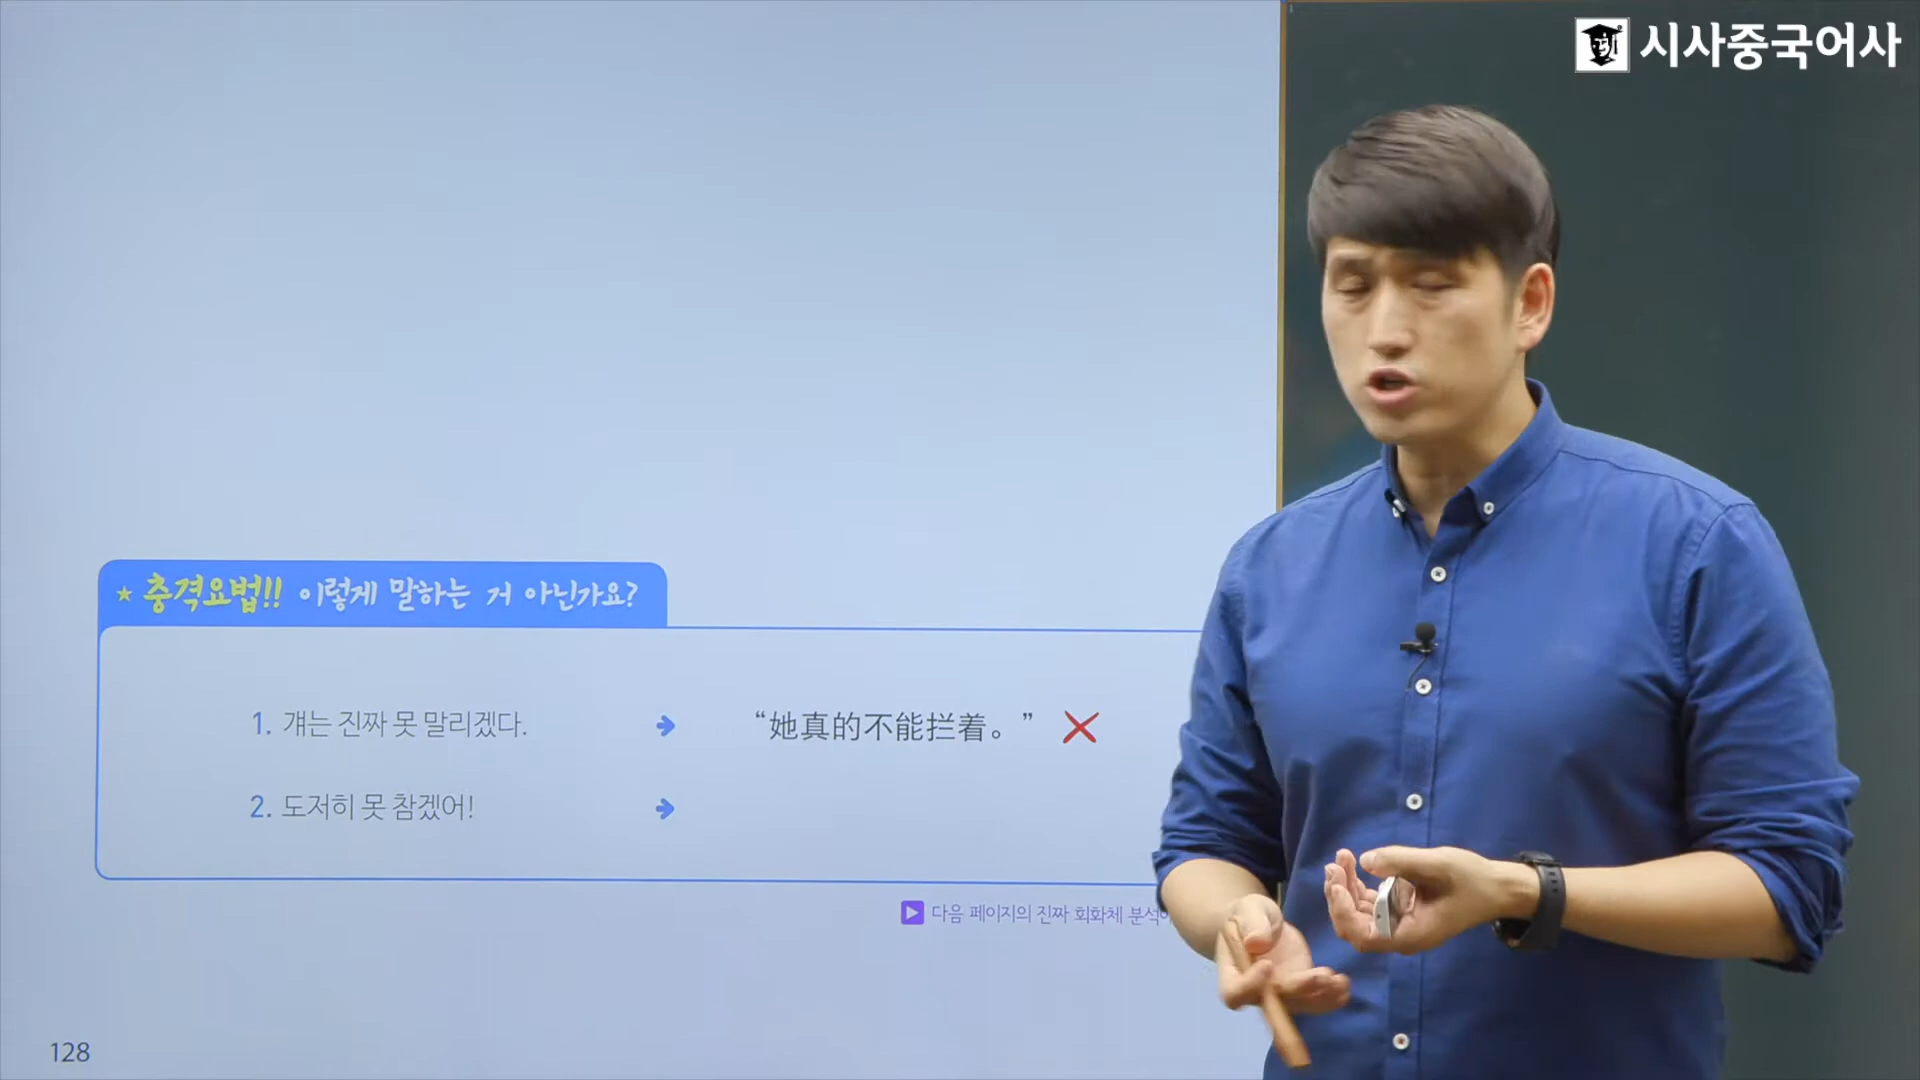 시사중국어사
★ 충격요법!! 이렇게 말하는 거 아닌가요?
1. 걔는 진짜 못 말리겠다. → “她真的不能拦着。” ✕
2. 도저히 못 참겠어! →
▶ 다음 페이지의 진짜 회화체 분석
128